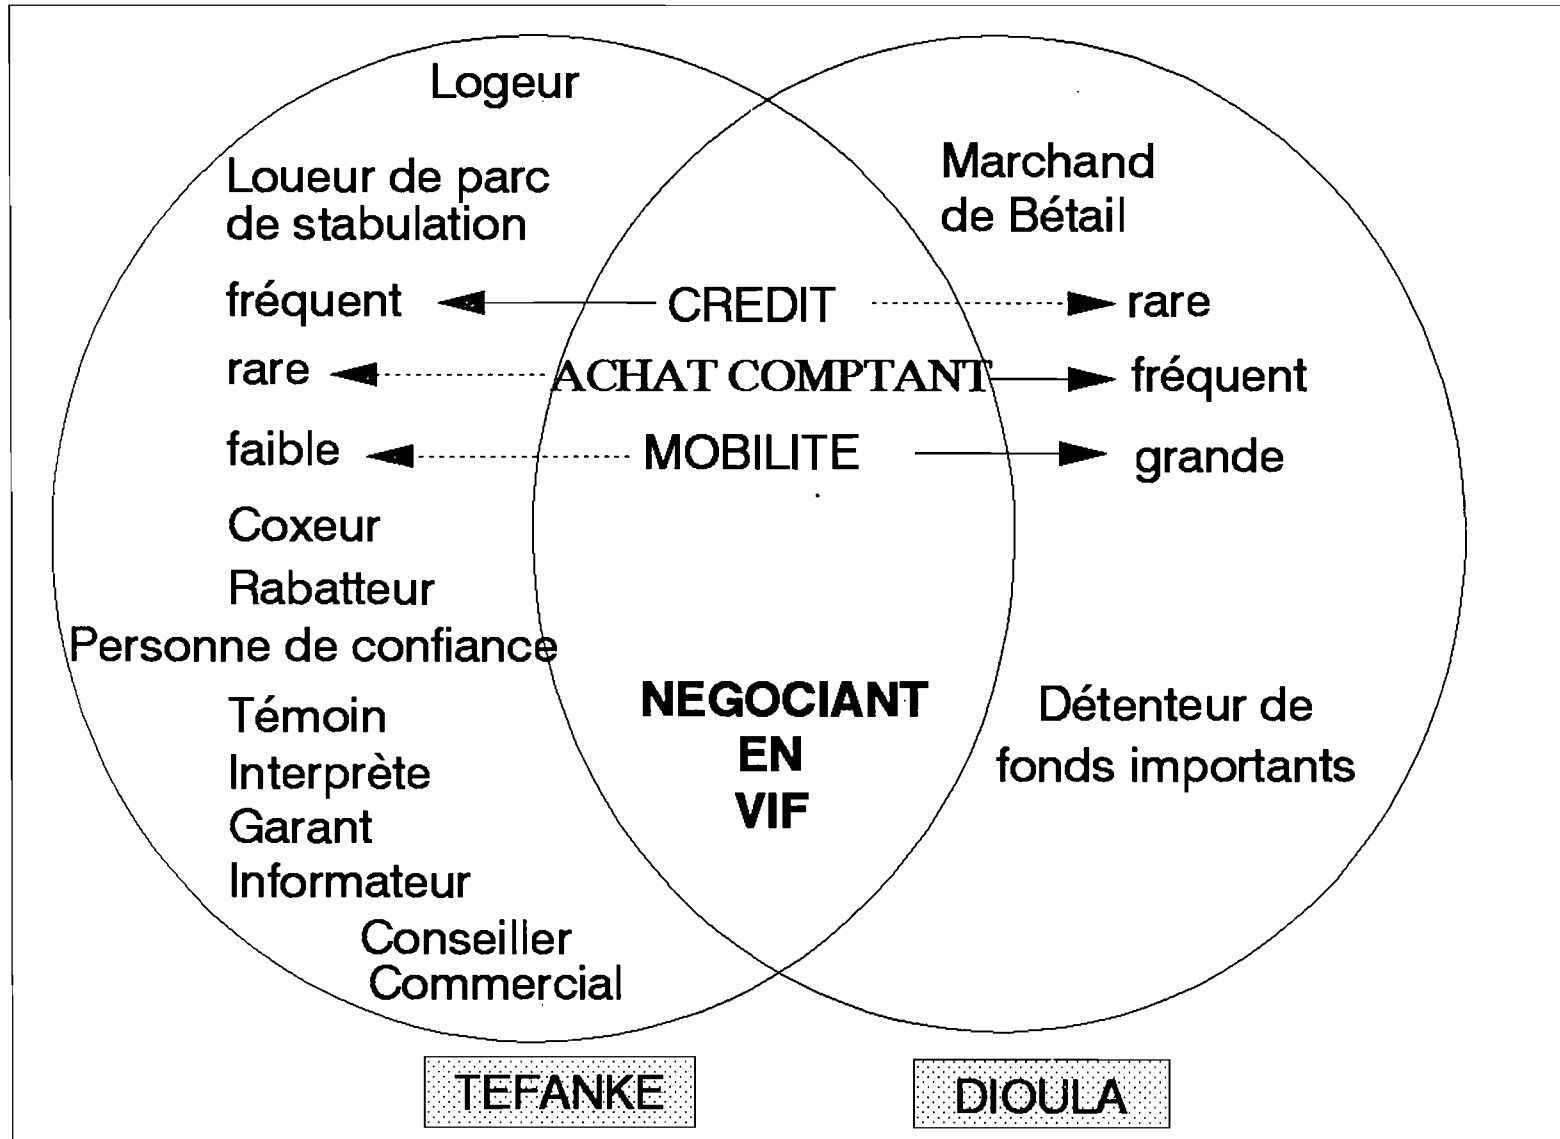 Logeur
Loueur de parc
de stabulation
Marchand
de Bétail
fréquent CREDIT rare
rare ACHAT COMPTANT fréquent
faible MOBILITE grande
Coxeur
Rabatteur
Personne de confiance
Témoin
Interprète
Garant
Informateur
Conseiller
Commercial
NEGOCIANT
EN
VIF
Détenteur de
fonds importants
TEFANKE
DIOULA